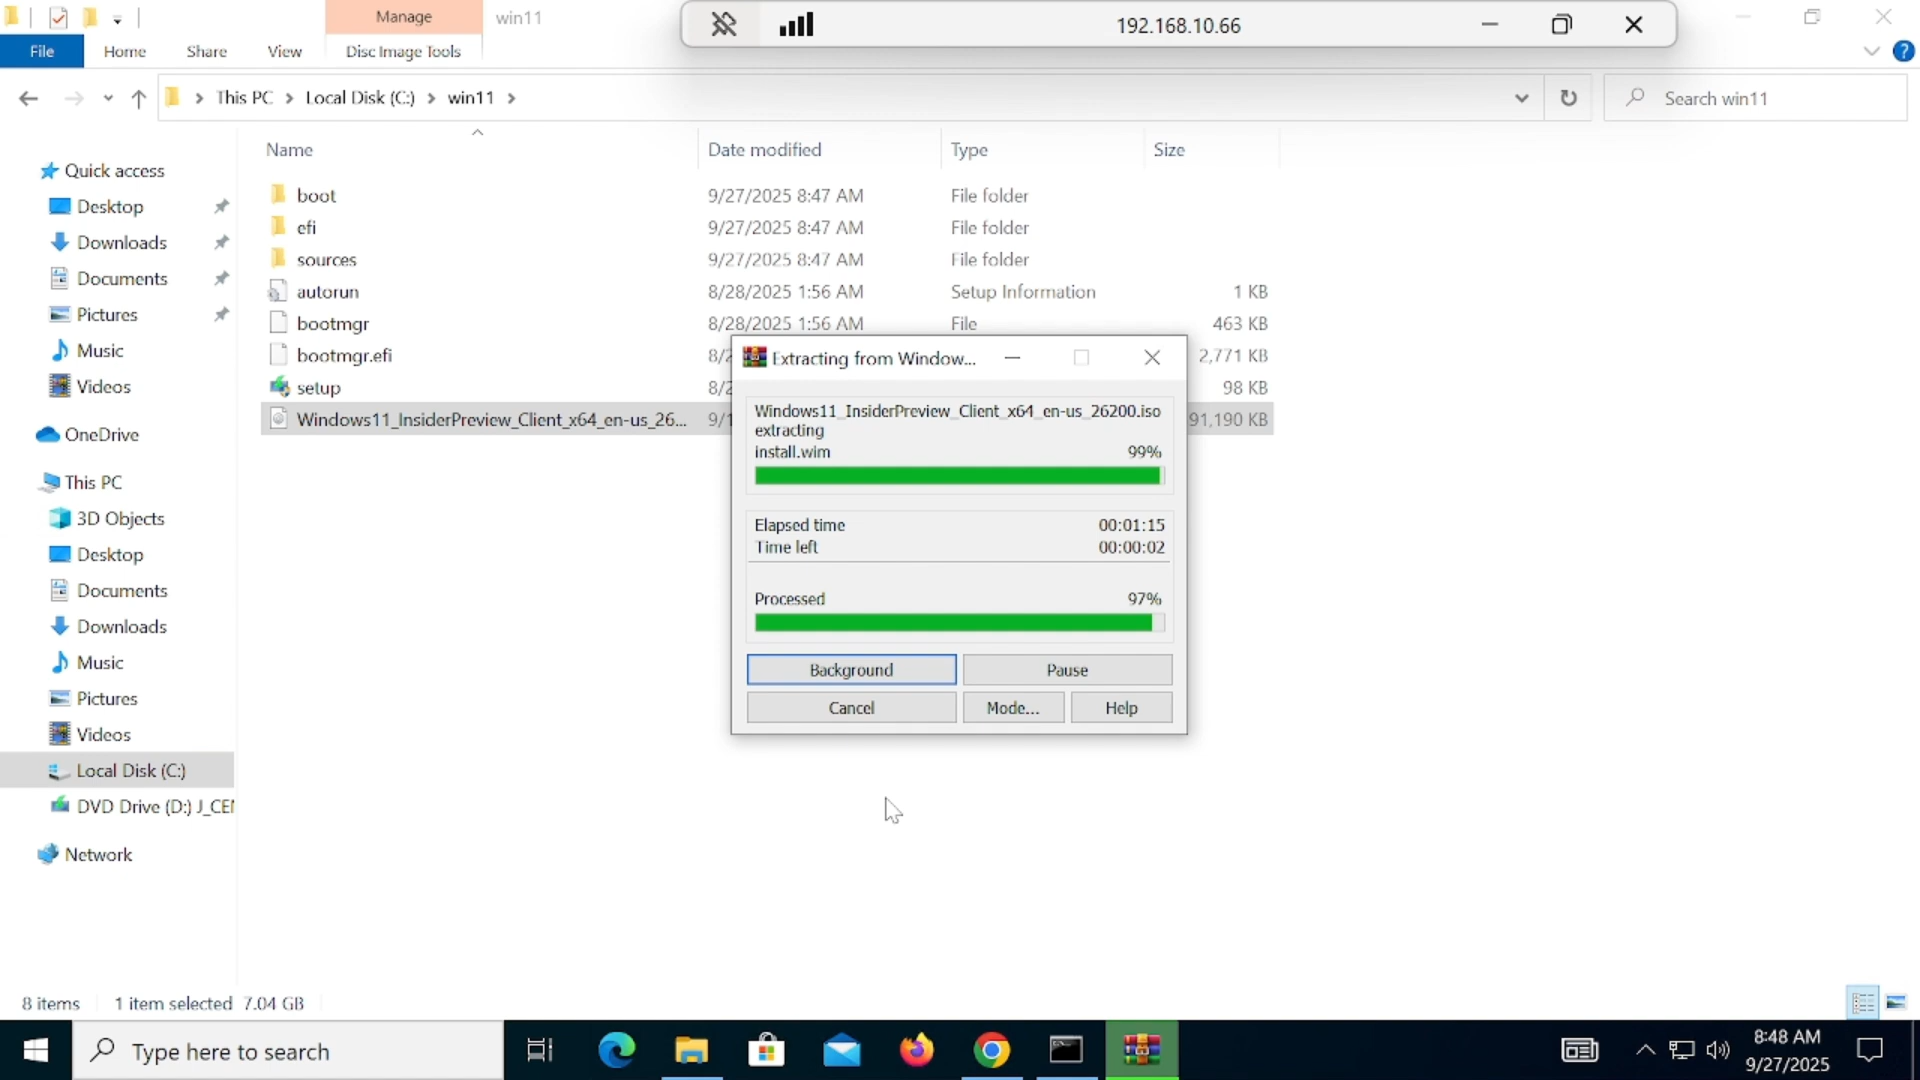 Manage
win11
192.168.10.66
File
Home
Share
View
Disc Image Tools
This PC
Local Disk (C:)
win11
Search win11
Name
Date modified
Type
Size
Quick access
Desktop
Downloads
Documents
Pictures
Music
Videos
OneDrive
This PC
3D Objects
Desktop
Documents
Downloads
Music
Pictures
Videos
Local Disk (C:)
DVD Drive (D:) J_CE
Network
boot 9/27/2025 8:47 AM File folder
efi 9/27/2025 8:47 AM File folder
sources 9/27/2025 8:47 AM File folder
autorun 8/28/2025 1:56 AM Setup Information 1 KB
bootmgr 8/28/2025 1:56 AM File 463 KB
bootmgr.efi 8/2 2,771 KB
setup 8/2 98 KB
Windows11_InsiderPreview_Client_x64_en-us_26... 9/1 91,190 KB
Extracting from Window...
Windows11_InsiderPreview_Client_x64_en-us_26200.iso
extracting
install.wim 99%
Elapsed time 00:01:15
Time left 00:00:02
Processed 97%
Background
Pause
Cancel
Mode...
Help
8 items
1 item selected 7.04 GB
Type here to search
8:48 AM
9/27/2025